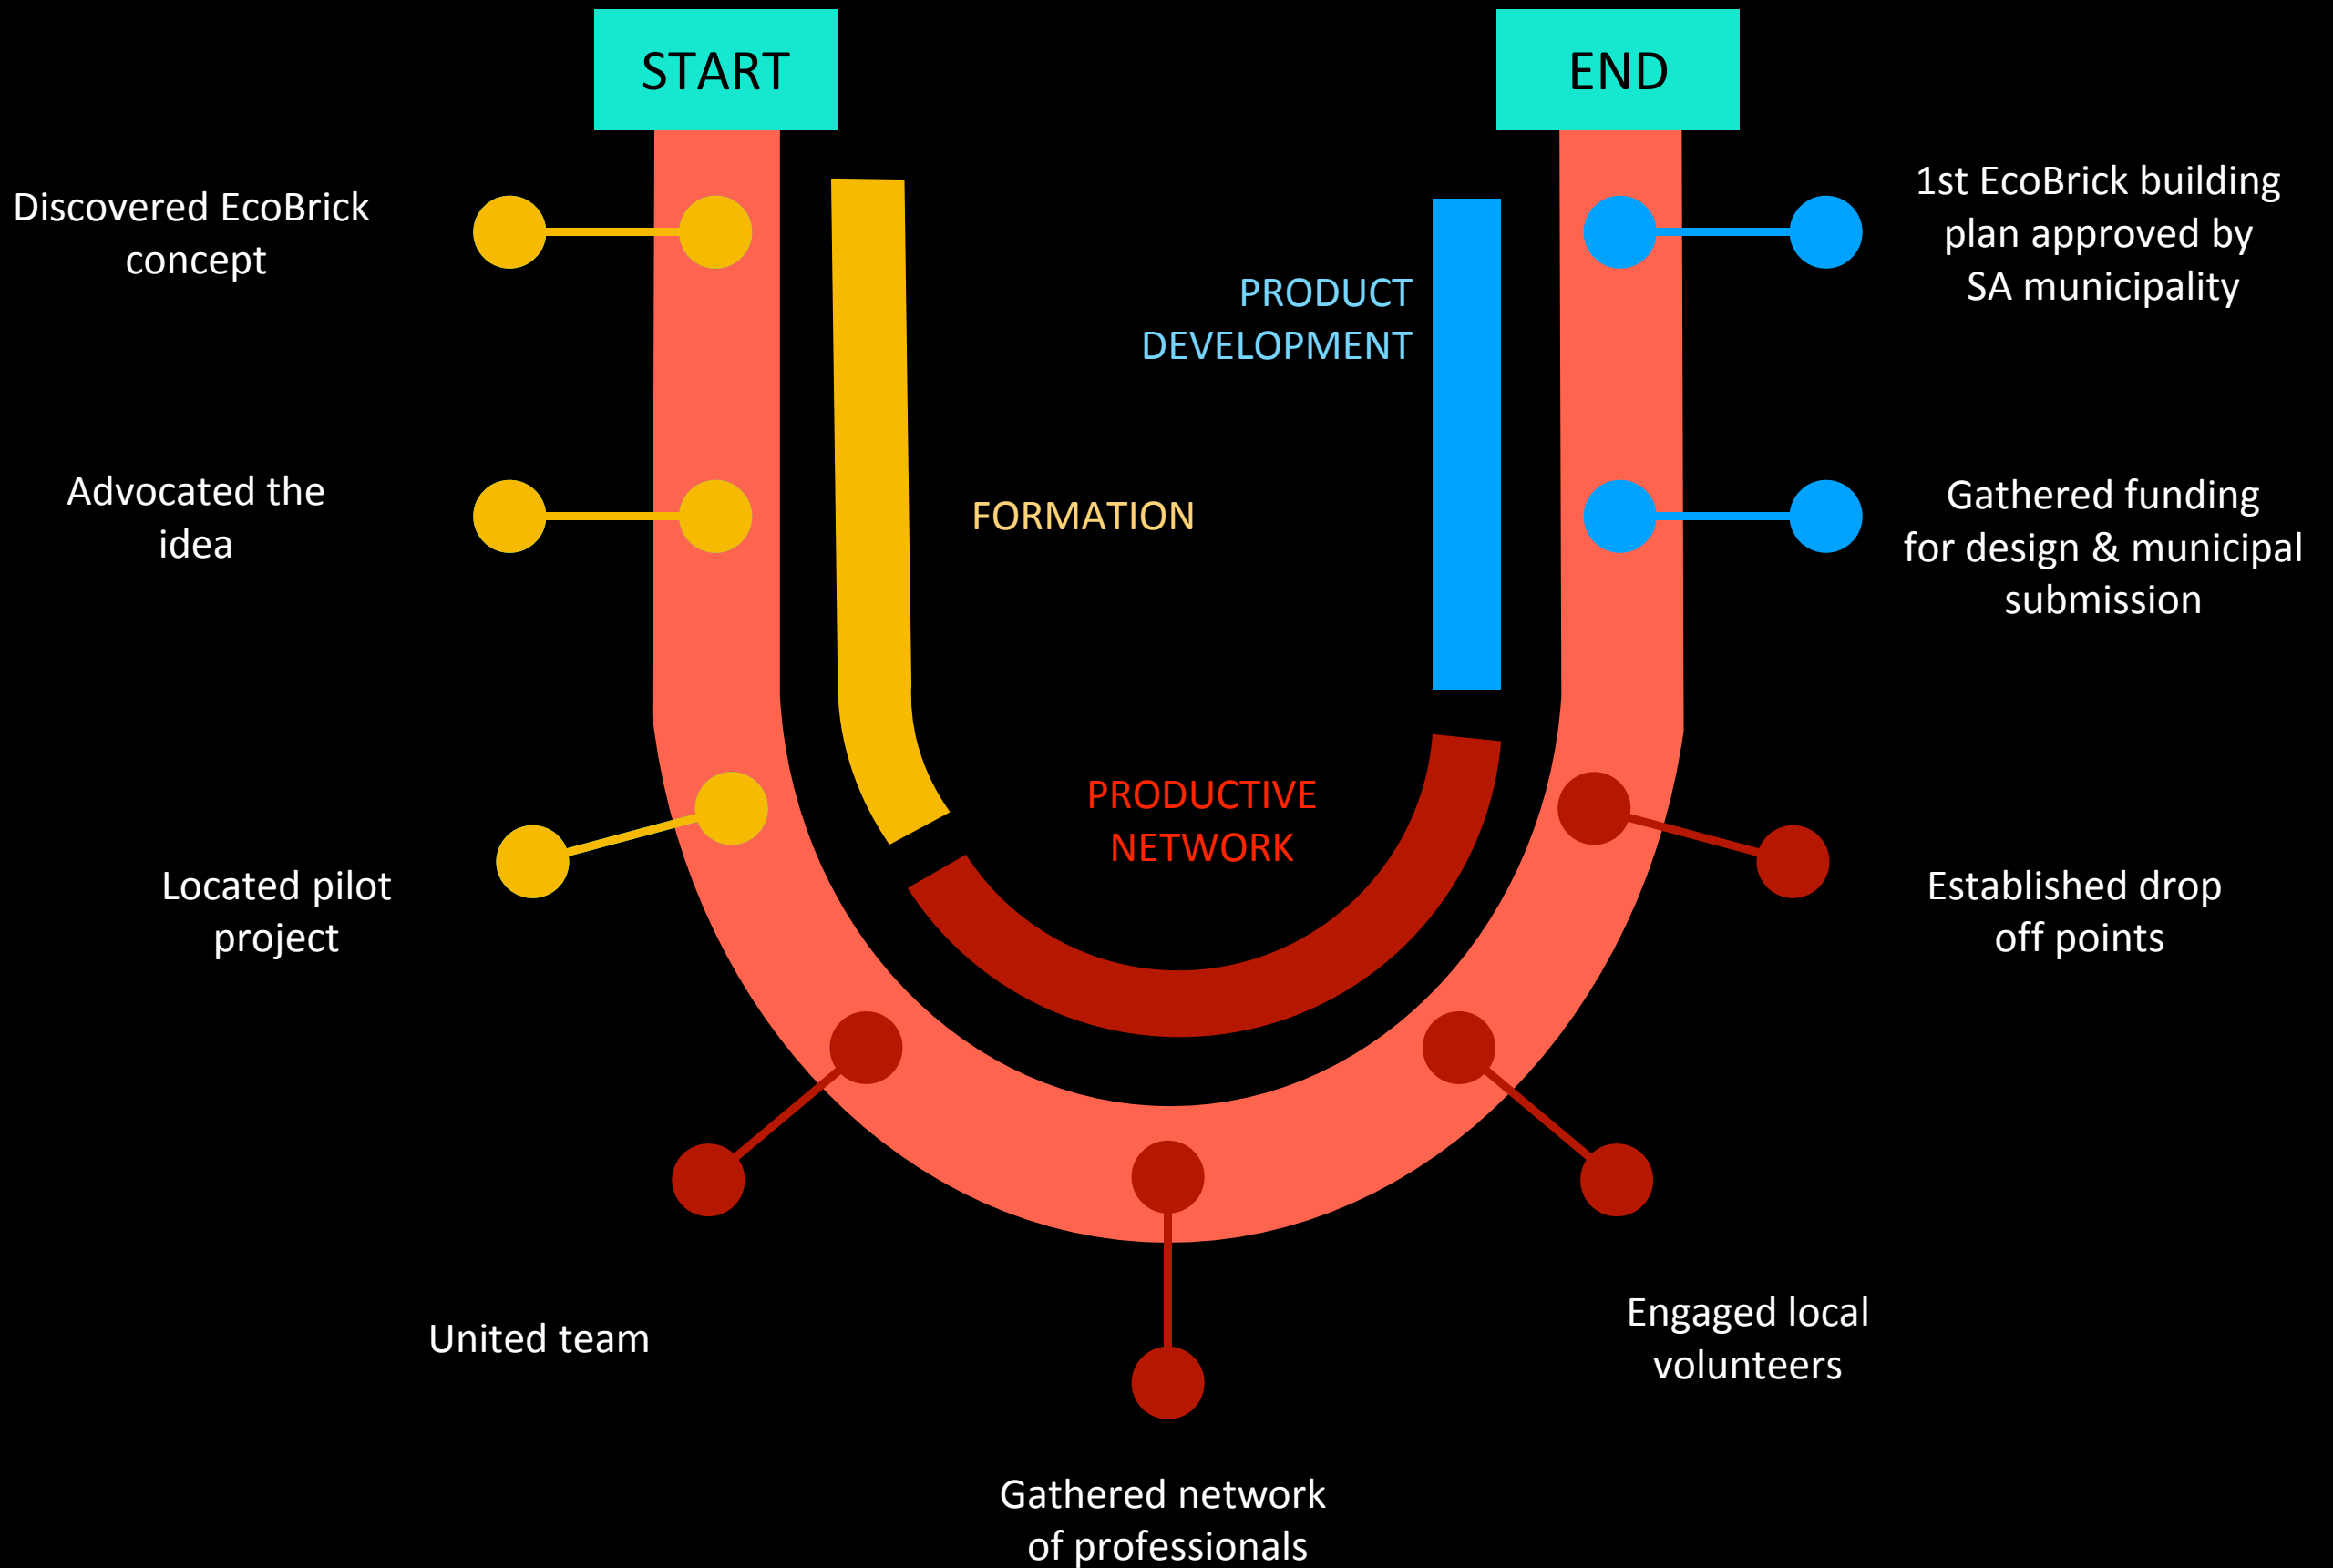 START
END
Discovered EcoBrick
concept
Advocated the
idea
Located pilot
project
United team
Gathered network
of professionals
Engaged local
volunteers
Established drop
off points
Gathered funding
for design & municipal
submission
1st EcoBrick building
plan approved by
SA municipality
FORMATION
PRODUCTIVE
NETWORK
PRODUCT
DEVELOPMENT